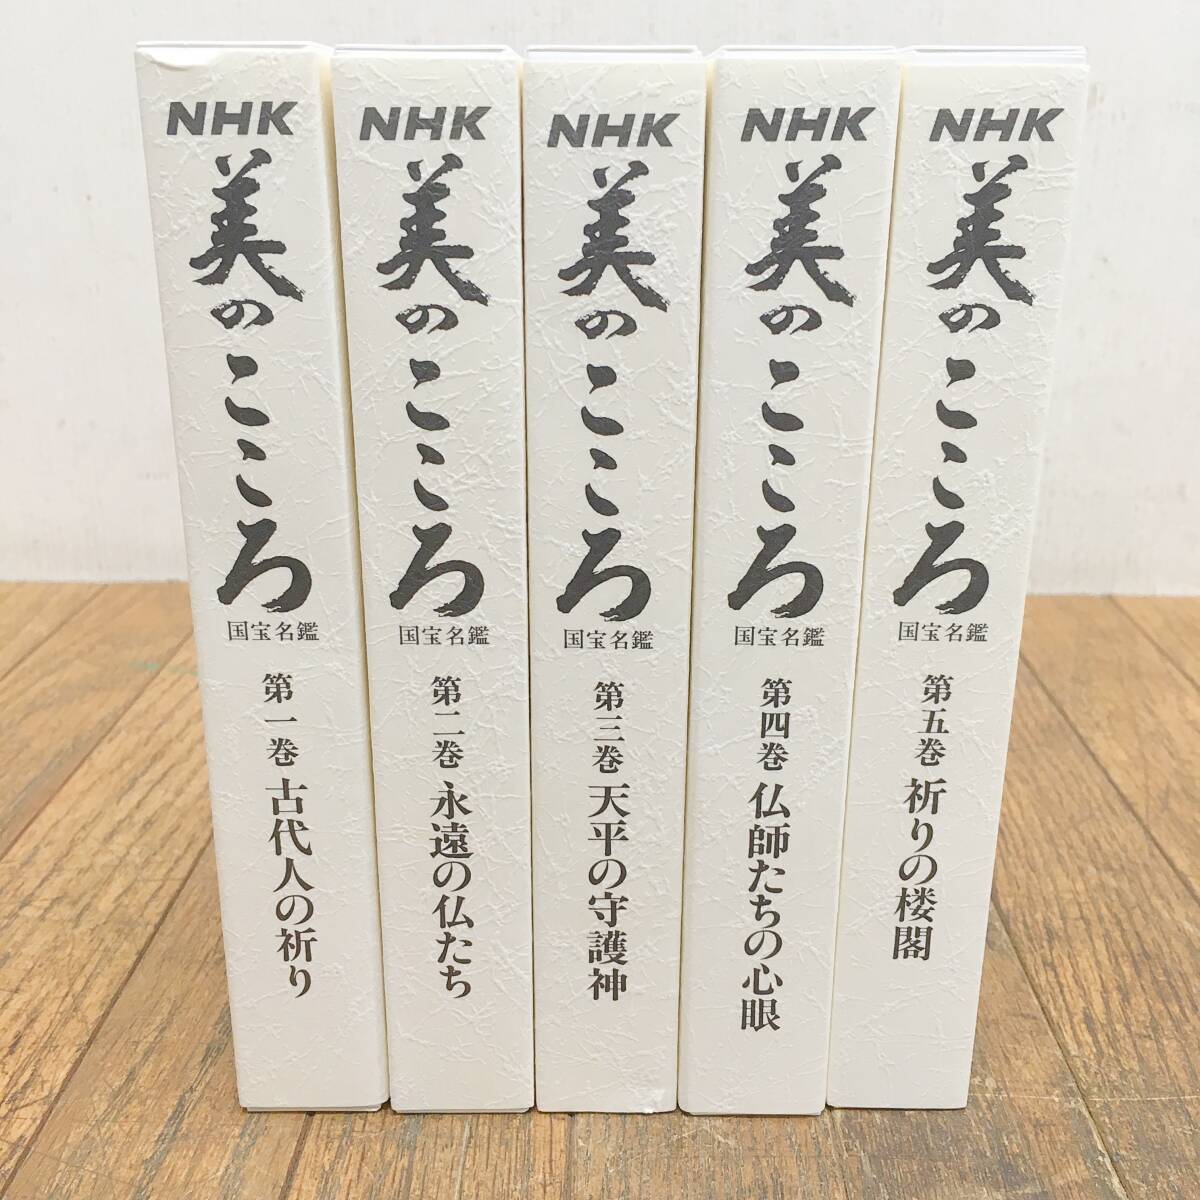 NHK
美のこころ
国宝名鑑
第一巻 古代人の祈り
NHK
美のこころ
国宝名鑑
第二巻 永遠の仏たち
NHK
美のこころ
国宝名鑑
第三巻 天平の守護神
NHK
美のこころ
国宝名鑑
第四巻 仏師たちの心眼
NHK
美のこころ
国宝名鑑
第五巻 祈りの楼閣